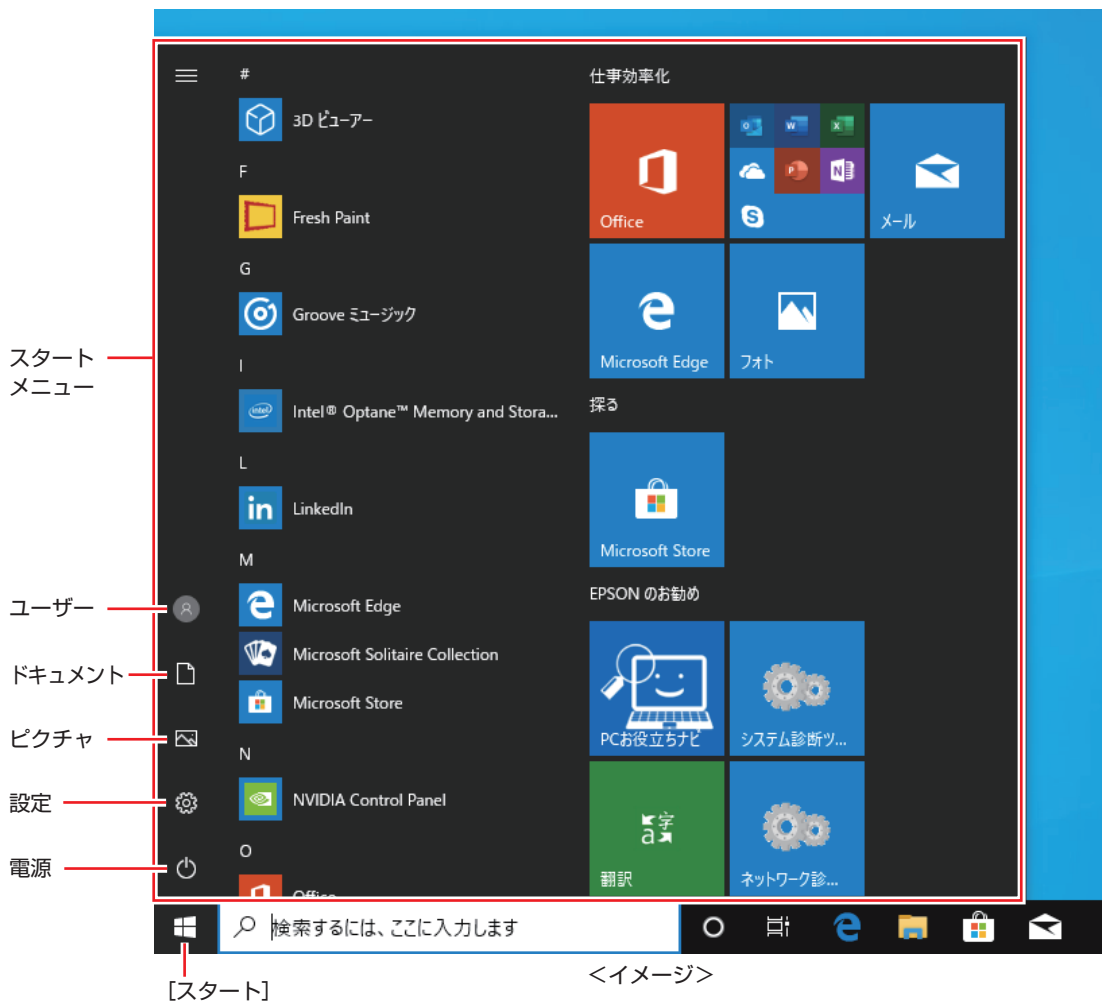 #
3D ビューアー
F
Fresh Paint
G
Groove ミュージック
I
Intel® Optane™ Memory and Stora...
L
LinkedIn
M
Microsoft Edge
Microsoft Solitaire Collection
Microsoft Store
N
NVIDIA Control Panel
O
Office
仕事効率化
Office
メール
Microsoft Edge
フォト
探る
Microsoft Store
EPSON のお勧め
PCお役立ちナビ
システム診断ツ...
翻訳
ネットワーク診...
スタート
メニュー
ユーザー
ドキュメント
ピクチャ
設定
電源
検索するには、ここに入力します
[スタート]
＜イメージ＞